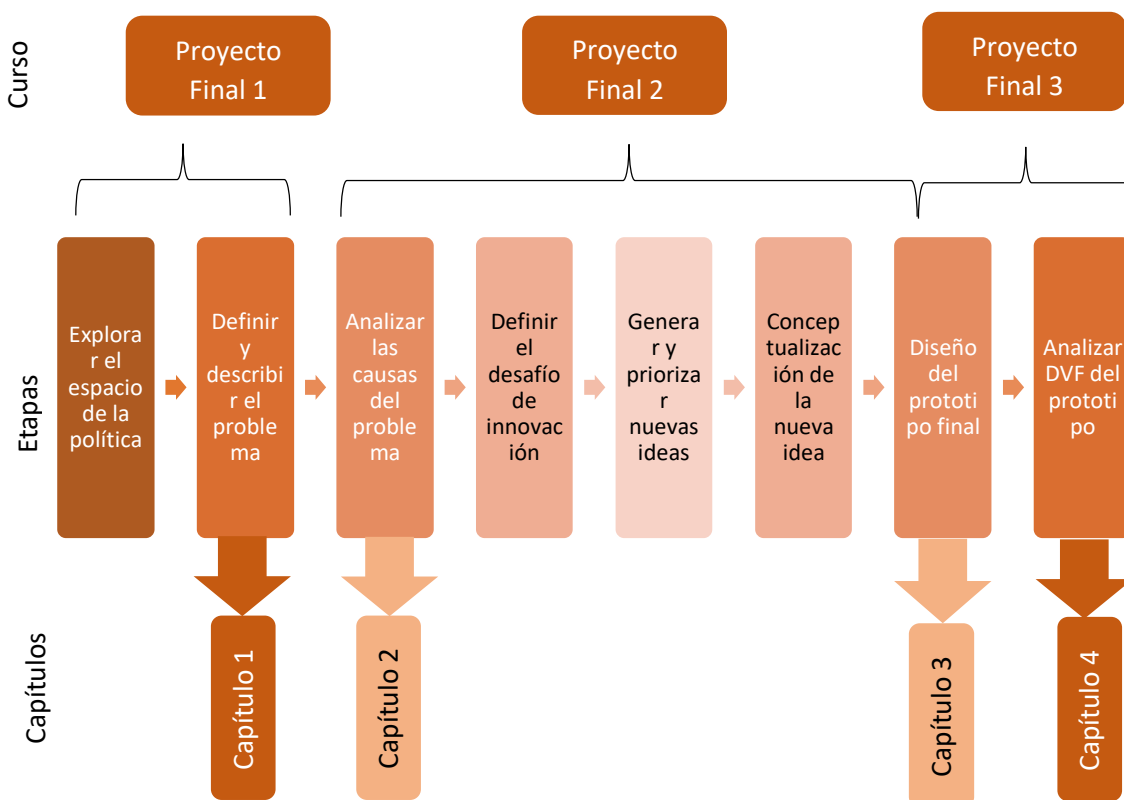 Curso
Proyecto
Final 1
Proyecto
Final 2
Proyecto
Final 3
Etapas
Explora
r el
espacio
de la
política
Definir
y
describi
r el
proble
ma
Analizar
las
causas
del
proble
ma
Definir
el
desafío
de
innova
ción
Genera
r y
prioriza
r
nuevas
ideas
Concep
tualizac
ión de
la
nueva
idea
Diseño
del
prototi
po final
Analizar
DVF del
prototi
po
Capítulos
Capítulo 1
Capítulo 2
Capítulo 3
Capítulo 4